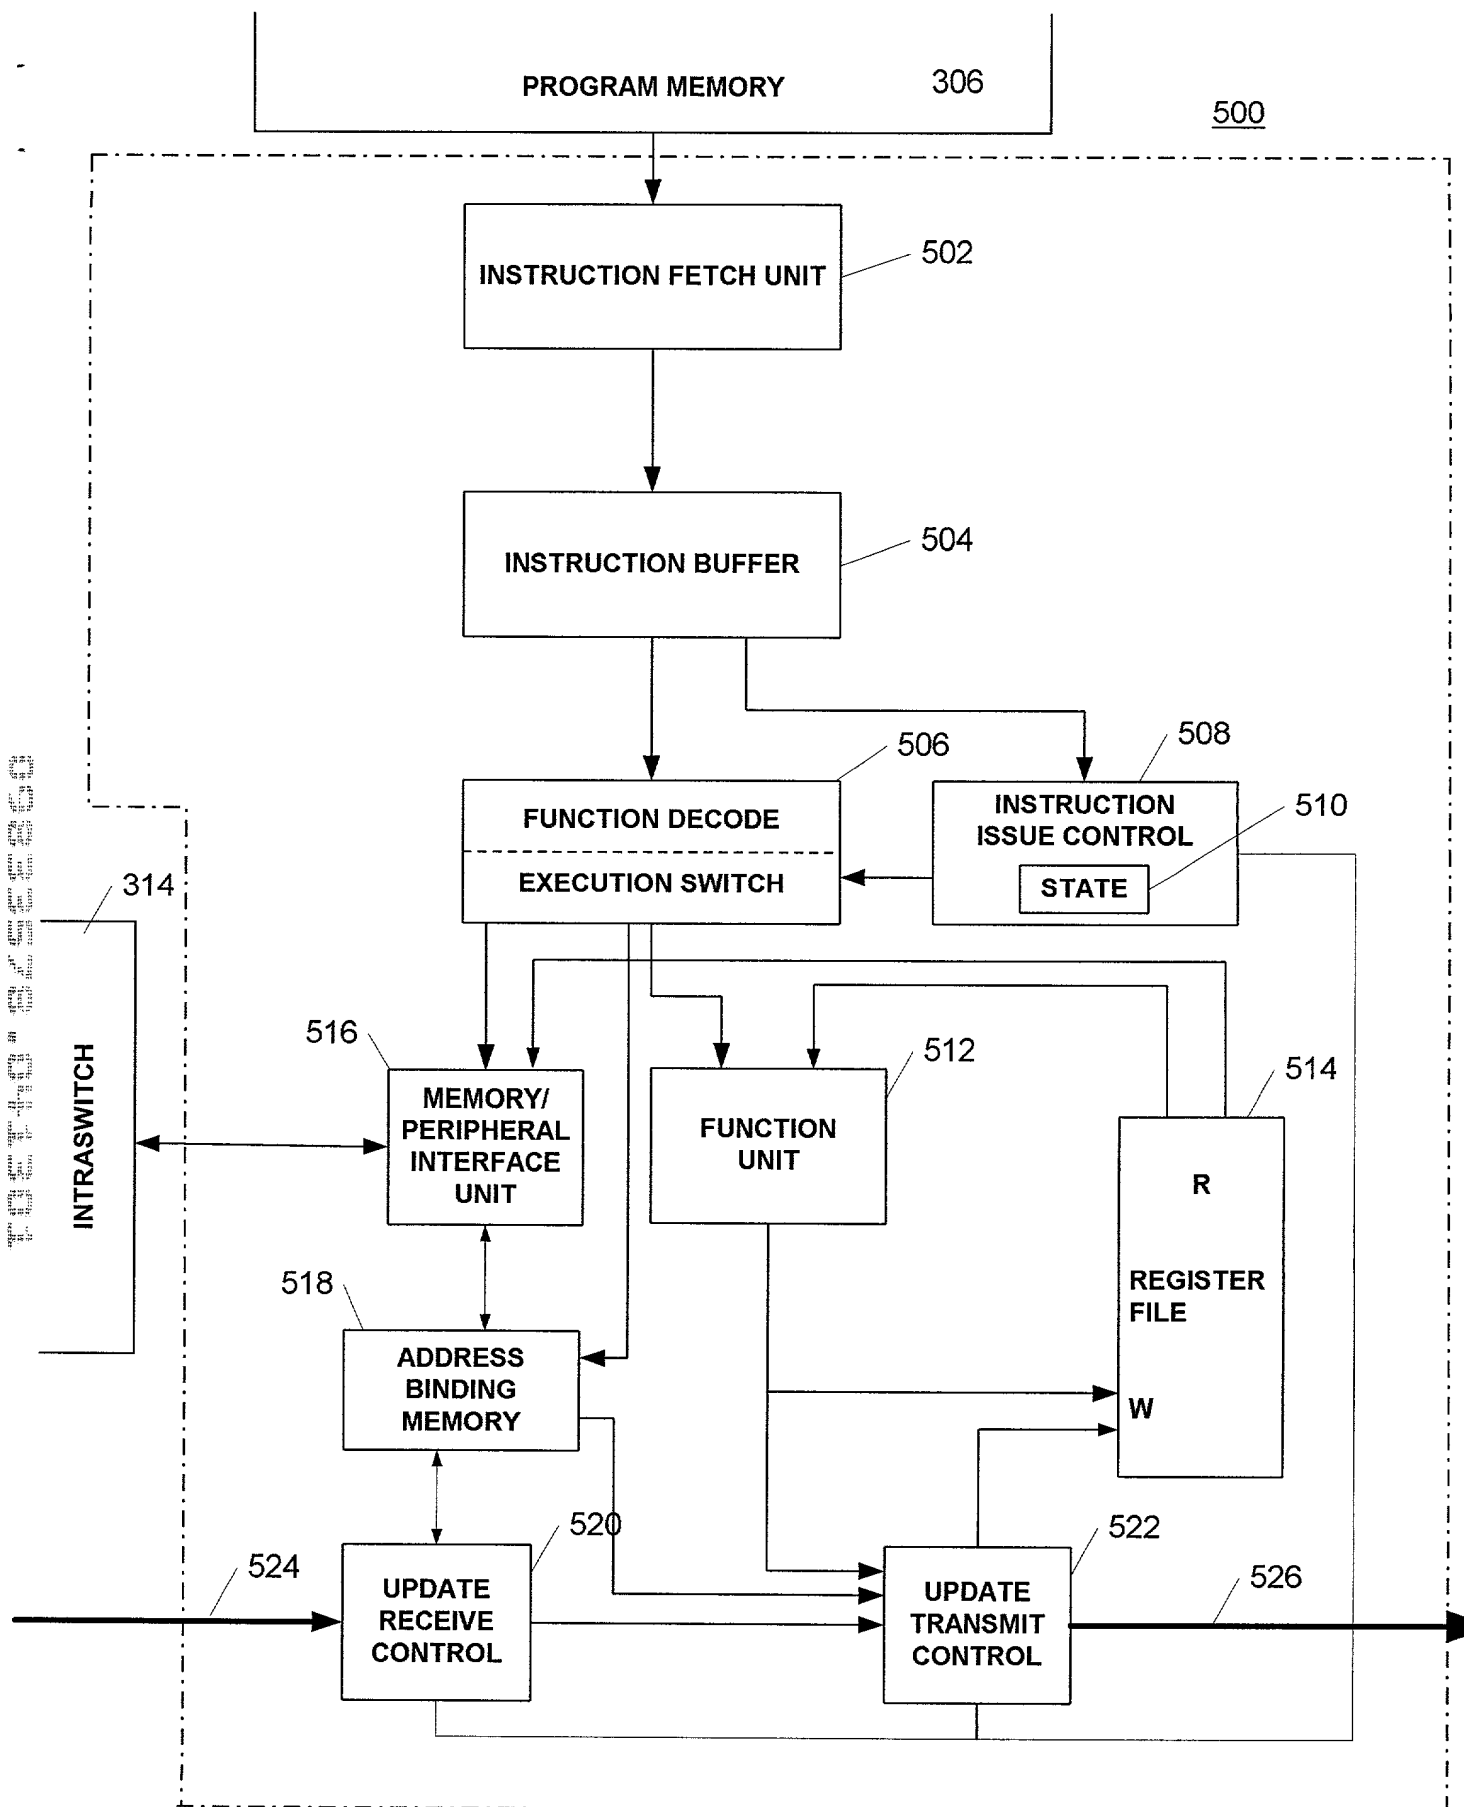 PROGRAM MEMORY
306
500
INSTRUCTION FETCH UNIT
502
INSTRUCTION BUFFER
504
506
508
FUNCTION DECODE
EXECUTION SWITCH
INSTRUCTION
ISSUE CONTROL
STATE
510
314
INTRASWITCH
516
MEMORY/
PERIPHERAL
INTERFACE
UNIT
512
FUNCTION
UNIT
514
R
REGISTER
FILE
W
518
ADDRESS
BINDING
MEMORY
520
522
524
UPDATE
RECEIVE
CONTROL
UPDATE
TRANSMIT
CONTROL
526